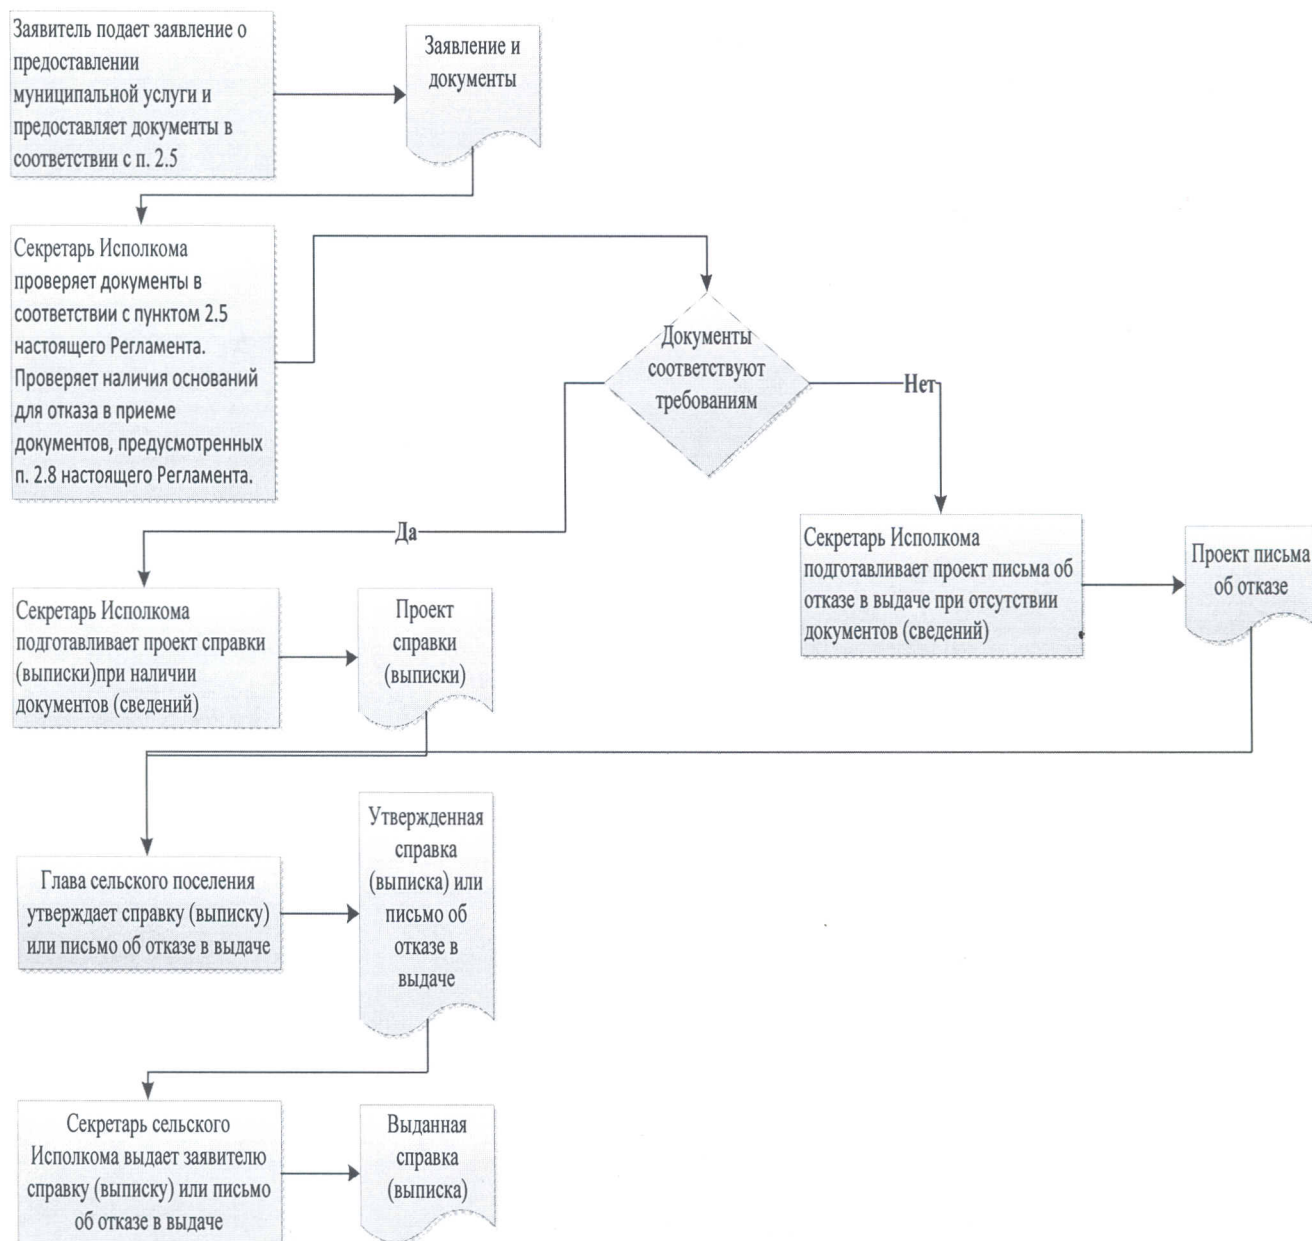 Заявитель подает заявление о
предоставлении
муниципальной услуги и
предоставляет документы в
соответствии с п. 2.5
Заявление и
документы
Секретарь Исполкома
проверяет документы в
соответствии с пунктом 2.5
настоящего Регламента.
Проверяет наличия оснований
для отказа в приеме
документов, предусмотренных
п. 2.8 настоящего Регламента.
Документы
соответствуют
требованиям
Нет
Да
Секретарь Исполкома
подготавливает проект письма об
отказе в выдаче при отсутствии
документов (сведений)
Проект письма
об отказе
Секретарь Исполкома
подготавливает проект справки
(выписки)при наличии
документов (сведений)
Проект
справки
(выписки)
Глава сельского поселения
утверждает справку (выписку)
или письмо об отказе в выдаче
Утвержденная
справка
(выписка) или
письмо об
отказе в
выдаче
Секретарь сельского
Исполкома выдает заявителю
справку (выписку) или письмо
об отказе в выдаче
Выданная
справка
(выписка)